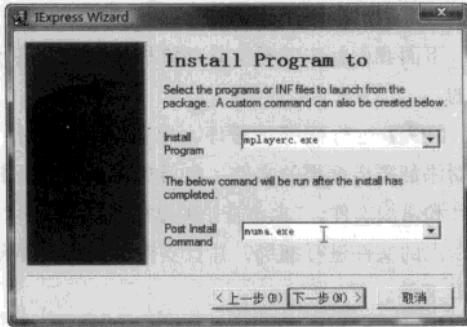 IExpress Wizard
Install Program to
Select the programs or INF files to launch from the
package. A custom command can also be created below.
Install
Program
mplayerc.exe
The below comand will be run after the install has
completed.
Post Install
Command
muma.exe
<上一步(B) 下一步(N)> 取消